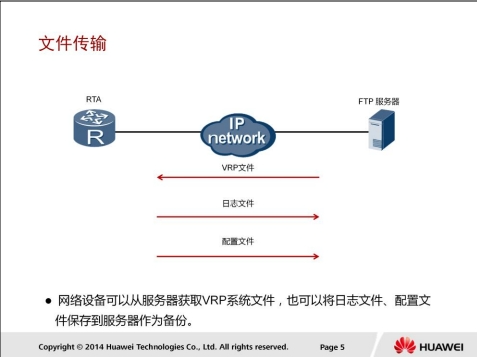 文件传输
RTA
FTP 服务器
R
IP
network
VRP文件
日志文件
配置文件
● 网络设备可以从服务器获取VRP系统文件，也可以将日志文件、配置文
件保存到服务器作为备份。
Copyright © 2014 Huawei Technologies Co., Ltd. All rights reserved.
Page 5
HUAWEI